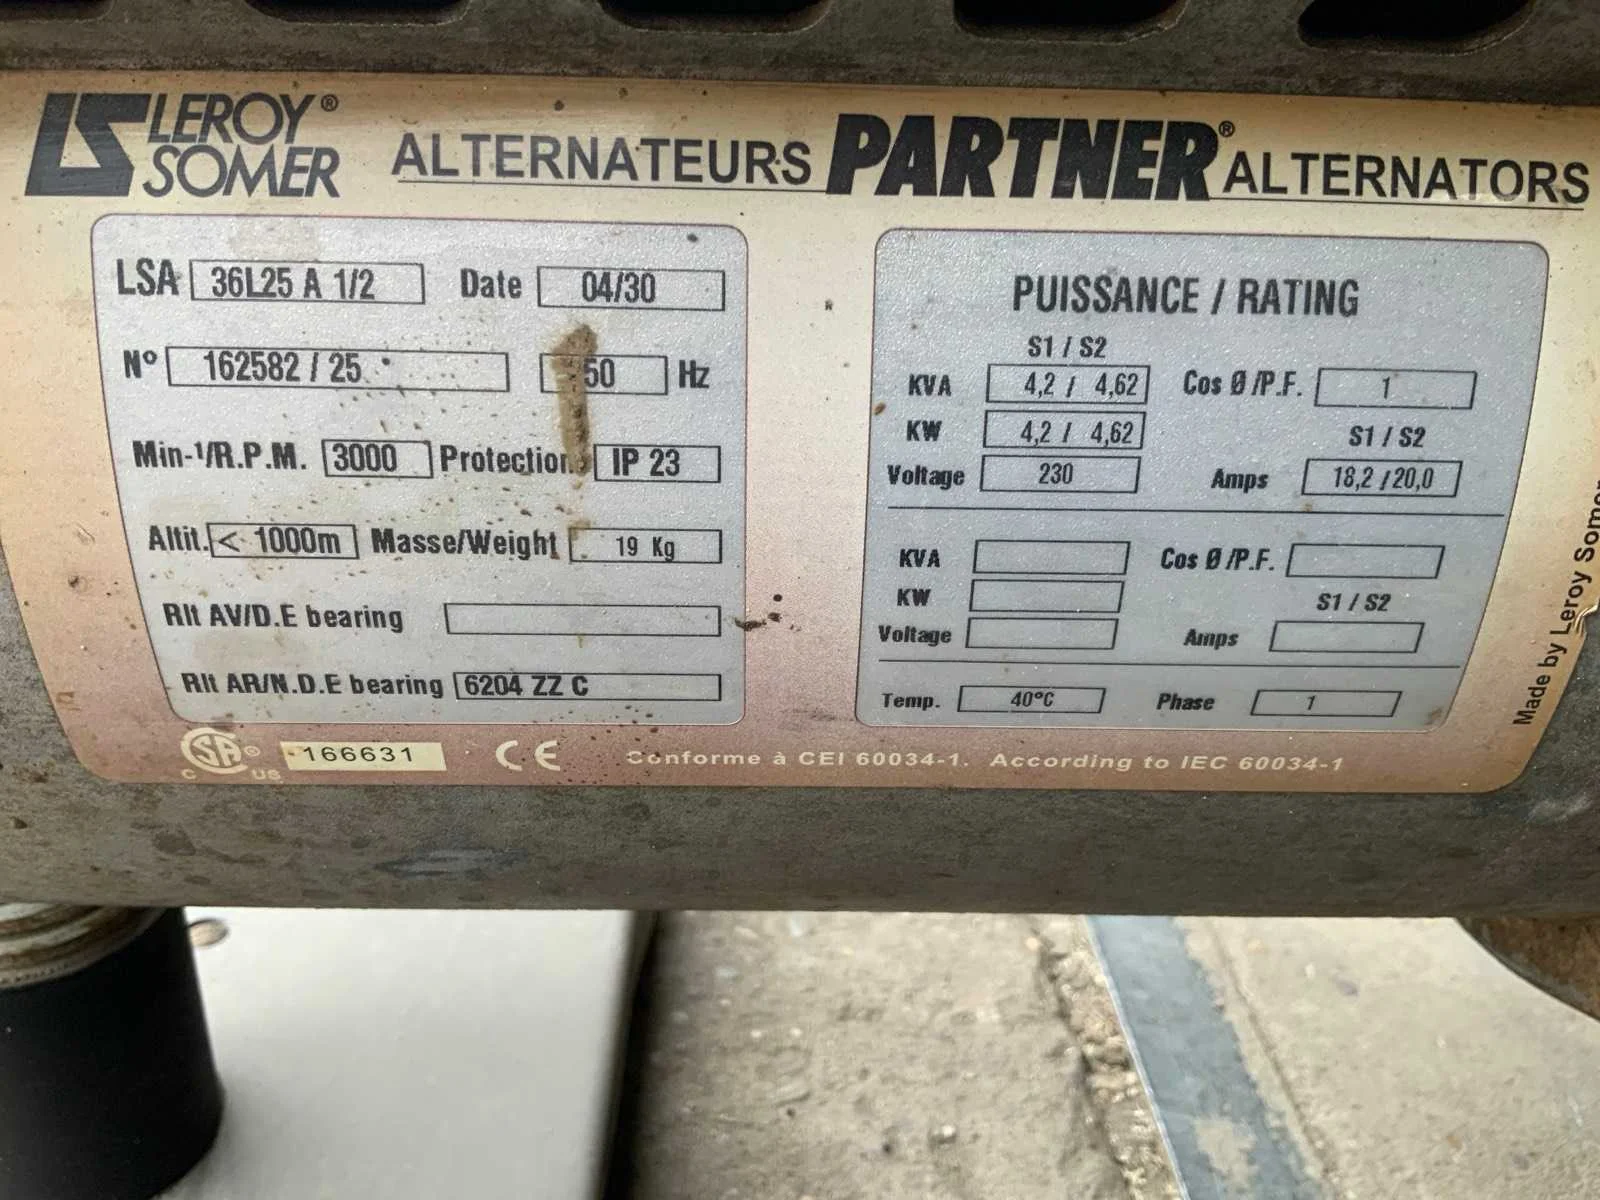 LS LEROY® SOMER
ALTERNATEURS PARTNER® ALTERNATORS
LSA 36L25 A 1/2 Date 04/30
N° 162582 / 25 50 Hz
Min-¹/R.P.M. 3000 Protection IP 23
Altit. < 1000m Masse/Weight 19 Kg
Rlt AV/D.E bearing
Rlt AR/N.D.E bearing 6204 ZZ C
PUISSANCE / RATING
S1 / S2
KVA 4,2 / 4,62 Cos Ø /P.F. 1
KW 4,2 / 4,62 S1 / S2
Voltage 230 Amps 18,2 / 20,0
KVA Cos Ø /P.F.
KW S1 / S2
Voltage Amps
Temp. 40°C Phase 1
C SA® US 166631 CE Conforme à CEI 60034-1. According to IEC 60034-1
Made by Leroy Somer